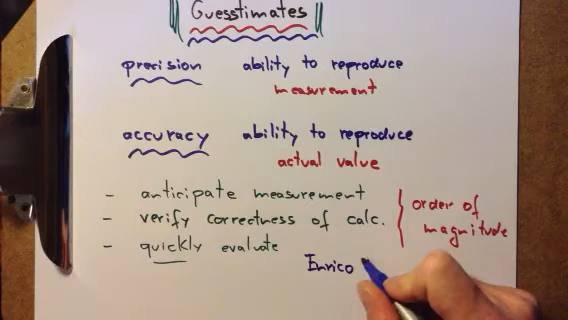 Guesstimates
precision ability to reproduce
measurement
accuracy ability to reproduce
actual value
- anticipate measurement
- verify correctness of calc.
- quickly evaluate
order of
magnitude
Enrico